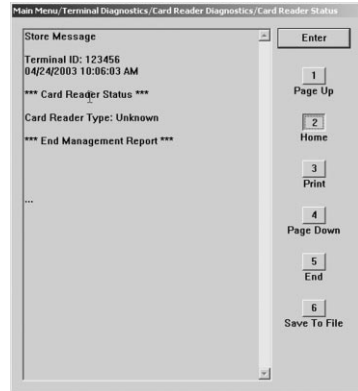 Main Menu/Terminal Diagnostics/Card Reader Diagnostics/Card Reader Status
Store Message
Terminal ID: 123456
04/24/2003 10:06:03 AM
*** Card Reader Status ***
Card Reader Type: Unknown
*** End Management Report ***
...
Enter
1
Page Up
2
Home
3
Print
4
Page Down
5
End
6
Save To File